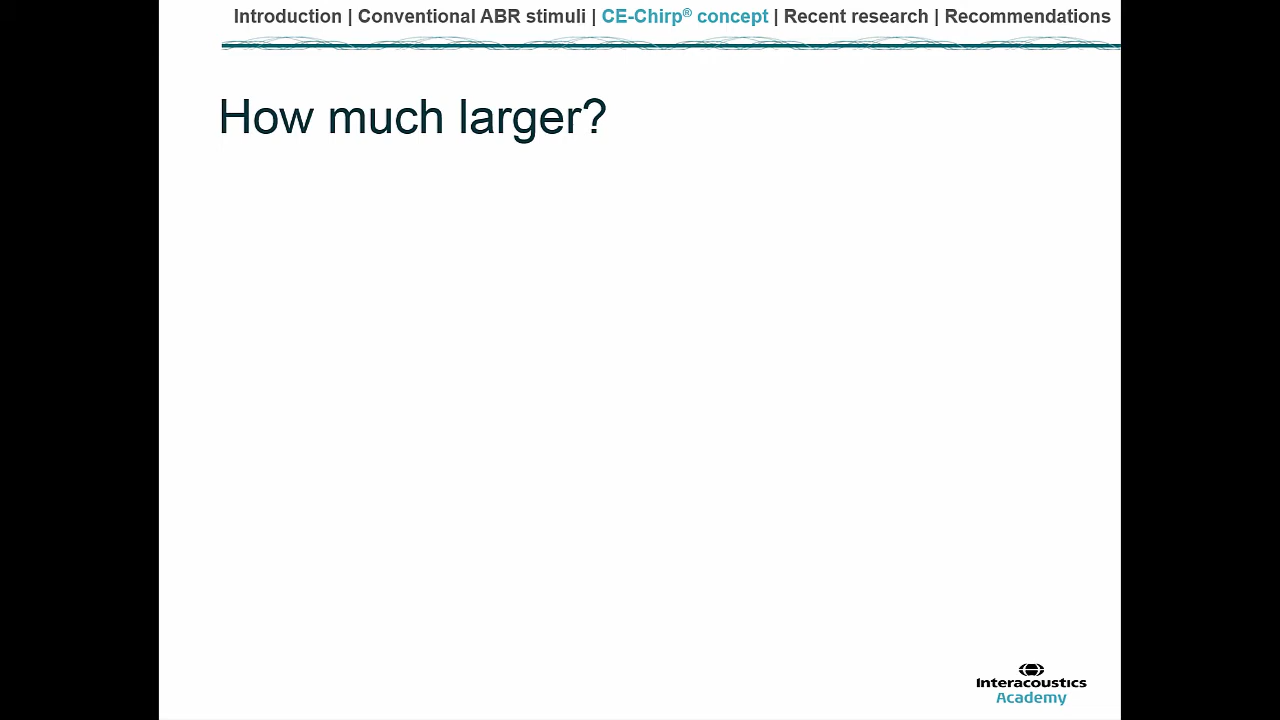 Introduction | Conventional ABR stimuli | CE-Chirp® concept | Recent research | Recommendations
How much larger?
Interacoustics
Academy